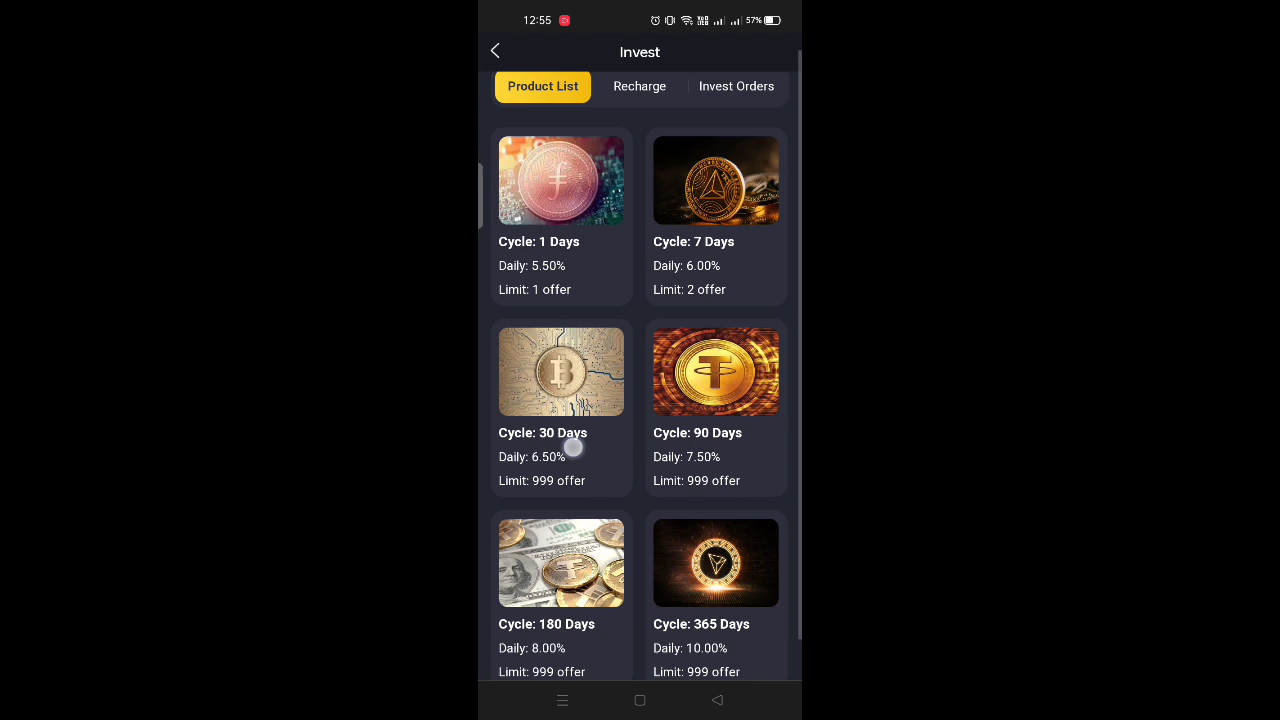 12:55
57%
Invest
Product List
Recharge
Invest Orders
Cycle: 1 Days
Daily: 5.50%
Limit: 1 offer
Cycle: 7 Days
Daily: 6.00%
Limit: 2 offer
Cycle: 30 Days
Daily: 6.50%
Limit: 999 offer
Cycle: 90 Days
Daily: 7.50%
Limit: 999 offer
Cycle: 180 Days
Daily: 8.00%
Limit: 999 offer
Cycle: 365 Days
Daily: 10.00%
Limit: 999 offer